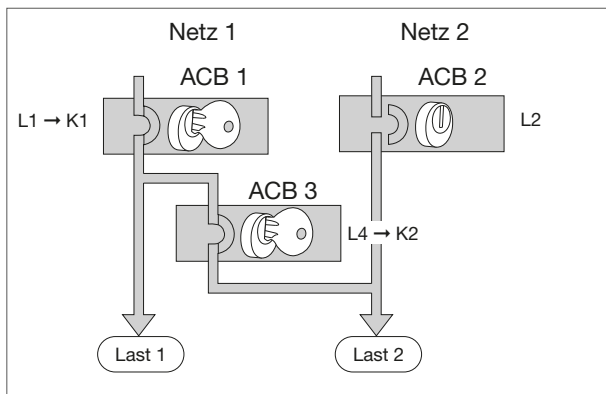 Netz 1
Netz 2
ACB 1
ACB 2
L1 → K1
L2
ACB 3
L4 → K2
Last 1
Last 2